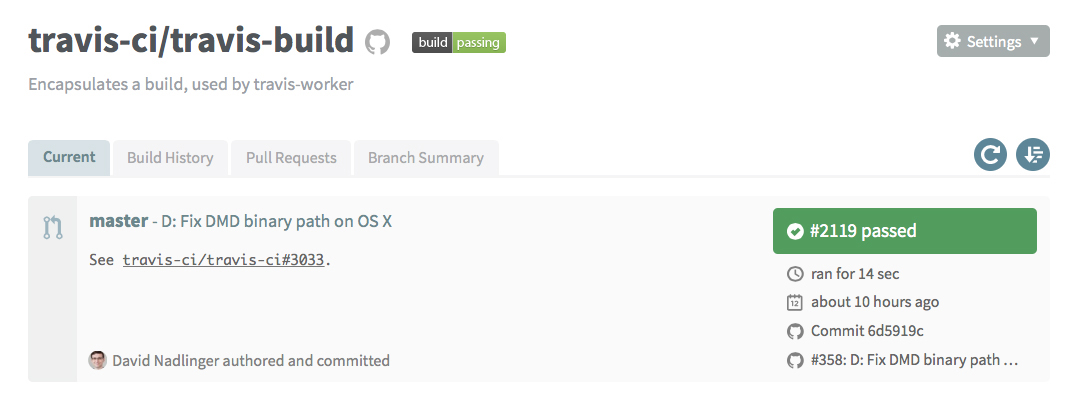 travis-ci/travis-build
build passing
Settings
Encapsulates a build, used by travis-worker
Current
Build History
Pull Requests
Branch Summary
master - D: Fix DMD binary path on OS X
#2119 passed
See travis-ci/travis-ci#3033.
ran for 14 sec
12
about 10 hours ago
Commit 6d5919c
David Nadlinger authored and committed
#358: D: Fix DMD binary path …